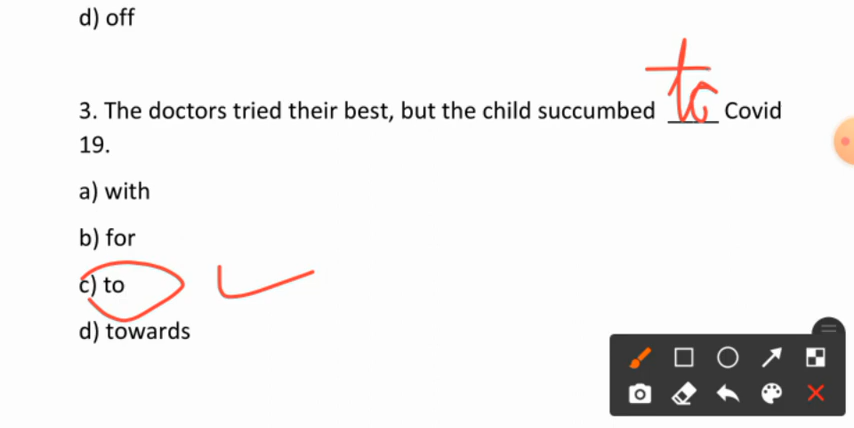 d) off
to
3. The doctors tried their best, but the child succumbed ____ Covid
19.
a) with
b) for
c) to
d) towards